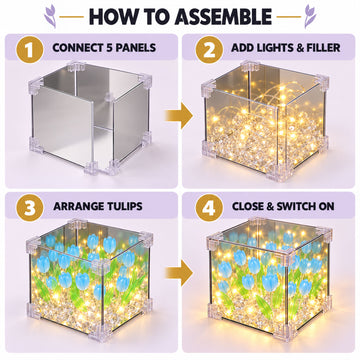 HOW TO ASSEMBLE
1 CONNECT 5 PANELS
2 ADD LIGHTS & FILLER
3 ARRANGE TULIPS
4 CLOSE & SWITCH ON